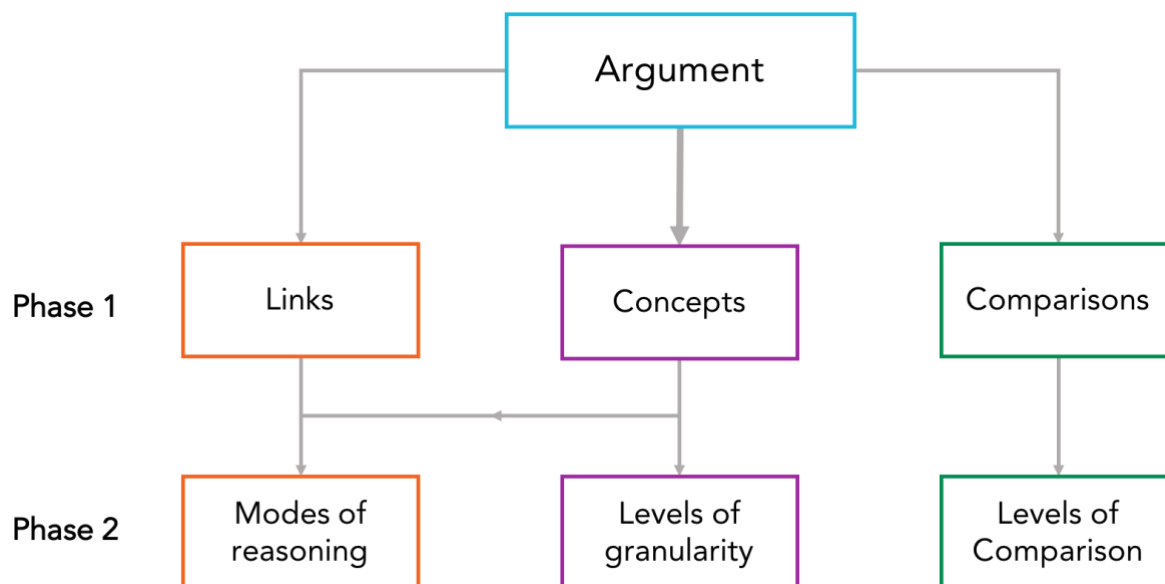 Argument
Phase 1
Links
Concepts
Comparisons
Phase 2
Modes of
reasoning
Levels of
granularity
Levels of
Comparison